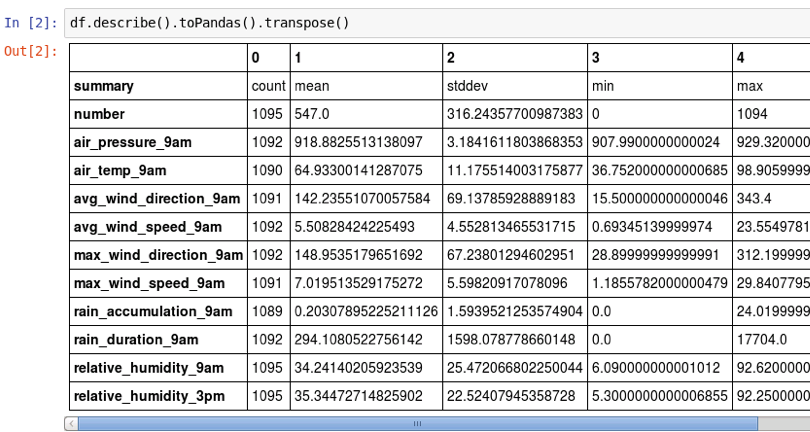 In [2]: df.describe().toPandas().transpose()
Out[2]:
0 1 2 3 4
summary count mean stddev min max
number 1095 547.0 316.24357700987383 0 1094
air_pressure_9am 1092 918.8825513138097 3.1841611803868353 907.9900000000024 929.320000
air_temp_9am 1090 64.93300141287075 11.175514003175877 36.752000000000685 98.9059999
avg_wind_direction_9am 1091 142.23551070057584 69.13785928889183 15.500000000000046 343.4
avg_wind_speed_9am 1092 5.50828424225493 4.552813465531715 0.69345139999974 23.5549781
max_wind_direction_9am 1092 148.9535179651692 67.23801294602951 28.89999999999991 312.199999
max_wind_speed_9am 1091 7.019513529175272 5.59820917078096 1.1855782000000479 29.8407795
rain_accumulation_9am 1089 0.20307895225211126 1.5939521253574904 0.0 24.0199999
rain_duration_9am 1092 294.1080522756142 1598.078778660148 0.0 17704.0
relative_humidity_9am 1095 34.24140205923539 25.472066802250044 6.090000000001012 92.6200000
relative_humidity_3pm 1095 35.34472714825902 22.52407945358728 5.3000000000006855 92.2500000